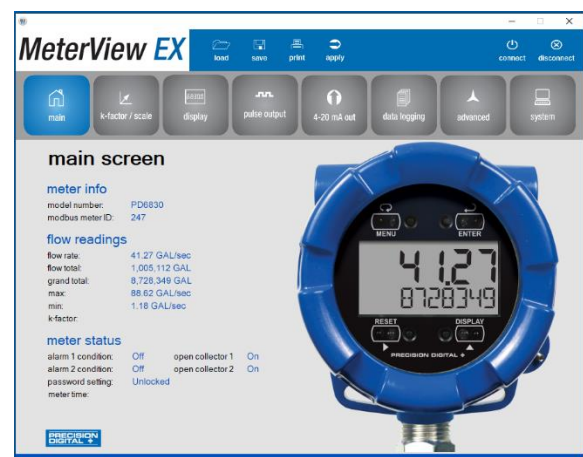 MeterView EX
load save print apply connect disconnect
main k-factor / scale display pulse output 4-20 mA out data logging advanced system
main screen
meter info
model number: PD6830
modbus meter ID: 247
flow readings
flow rate: 41.27 GAL/sec
flow total: 1,005,112 GAL
grand total: 8,728,349 GAL
max: 88.62 GAL/sec
min: 1.18 GAL/sec
k-factor:
meter status
alarm 1 condition: Off open collector 1 On
alarm 2 condition: Off open collector 2 On
password setting: Unlocked
meter time:
PRECISION
DIGITAL +
MENU ENTER
41.27
8728349
RESET DISPLAY
PRECISION DIGITAL +